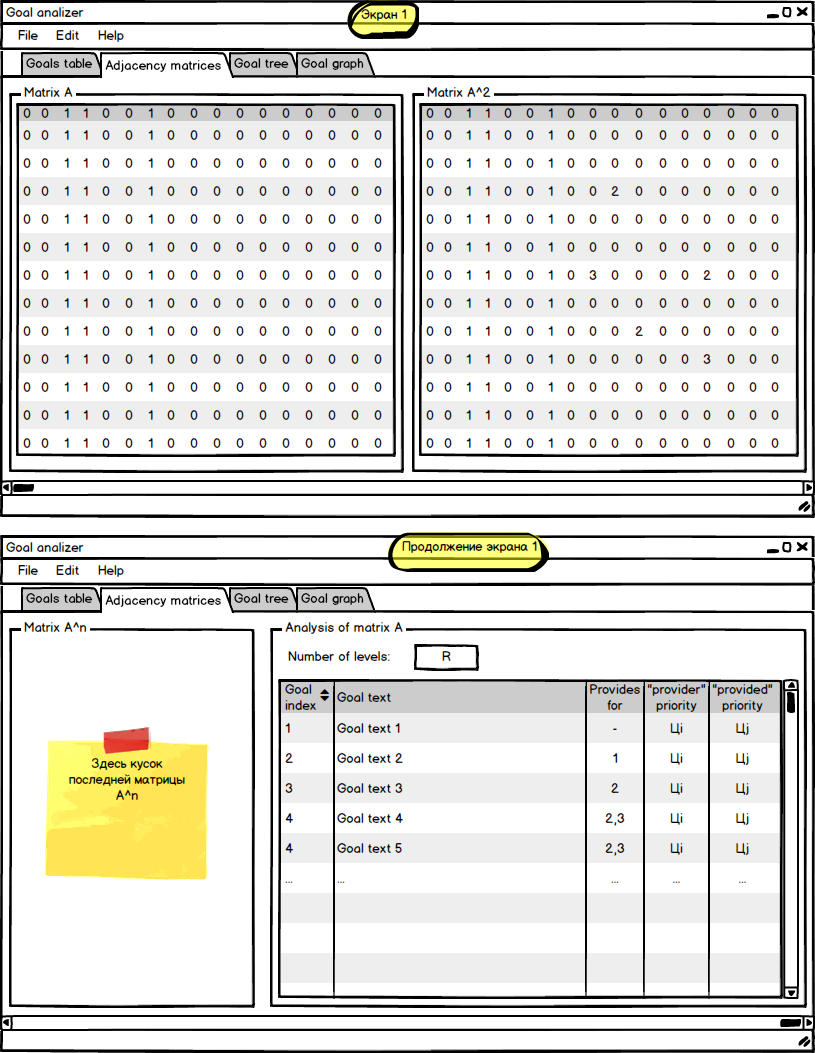 Goal analizer
Экран 1
File Edit Help
Goals table Adjacency matrices Goal tree Goal graph
Matrix A
0 0 1 1 0 0 1 0 0 0 0 0 0 0 0 0 0
0 0 1 1 0 0 1 0 0 0 0 0 0 0 0 0 0
0 0 1 1 0 0 1 0 0 0 0 0 0 0 0 0 0
0 0 1 1 0 0 1 0 0 0 0 0 0 0 0 0 0
0 0 1 1 0 0 1 0 0 0 0 0 0 0 0 0 0
0 0 1 1 0 0 1 0 0 0 0 0 0 0 0 0 0
0 0 1 1 0 0 1 0 0 0 0 0 0 0 0 0 0
0 0 1 1 0 0 1 0 0 0 0 0 0 0 0 0 0
0 0 1 1 0 0 1 0 0 0 0 0 0 0 0 0 0
0 0 1 1 0 0 1 0 0 0 0 0 0 0 0 0 0
0 0 1 1 0 0 1 0 0 0 0 0 0 0 0 0 0
0 0 1 1 0 0 1 0 0 0 0 0 0 0 0 0 0
0 0 1 1 0 0 1 0 0 0 0 0 0 0 0 0 0
Matrix A^2
0 0 1 1 0 0 1 0 0 0 0 0 0 0 0 0 0
0 0 1 1 0 0 1 0 0 0 0 0 0 0 0 0 0
0 0 1 1 0 0 1 0 0 0 0 0 0 0 0 0 0
0 0 1 1 0 0 1 0 0 2 0 0 0 0 0 0 0
0 0 1 1 0 0 1 0 0 0 0 0 0 0 0 0 0
0 0 1 1 0 0 1 0 0 0 0 0 0 0 0 0 0
0 0 1 1 0 0 1 0 3 0 0 0 0 2 0 0 0
0 0 1 1 0 0 1 0 0 0 0 0 0 0 0 0 0
0 0 1 1 0 0 1 0 0 0 2 0 0 0 0 0 0
0 0 1 1 0 0 1 0 0 0 0 0 0 3 0 0 0
0 0 1 1 0 0 1 0 0 0 0 0 0 0 0 0 0
0 0 1 1 0 0 1 0 0 0 0 0 0 0 0 0 0
0 0 1 1 0 0 1 0 0 0 0 0 0 0 0 0 0
Goal analizer
Продолжение экрана 1
File Edit Help
Goals table Adjacency matrices Goal tree Goal graph
Matrix A^n
Здесь кусок
последней матрицы
A^n
Analysis of matrix A
Number of levels: R
Goal index Goal text Provides for "provider" priority "provided" priority
1 Goal text 1 - Цi Цj
2 Goal text 2 1 Цi Цj
3 Goal text 3 2 Цi Цj
4 Goal text 4 2,3 Цi Цj
4 Goal text 5 2,3 Цi Цj
... ... ... ... ...